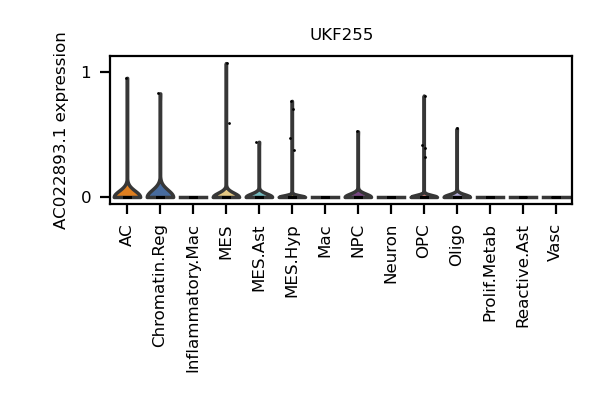 UKF255
AC022893.1 expression
1
0
AC
Chromatin.Reg
Inflammatory.Mac
MES
MES.Ast
MES.Hyp
Mac
NPC
Neuron
OPC
Oligo
Prolif.Metab
Reactive.Ast
Vasc